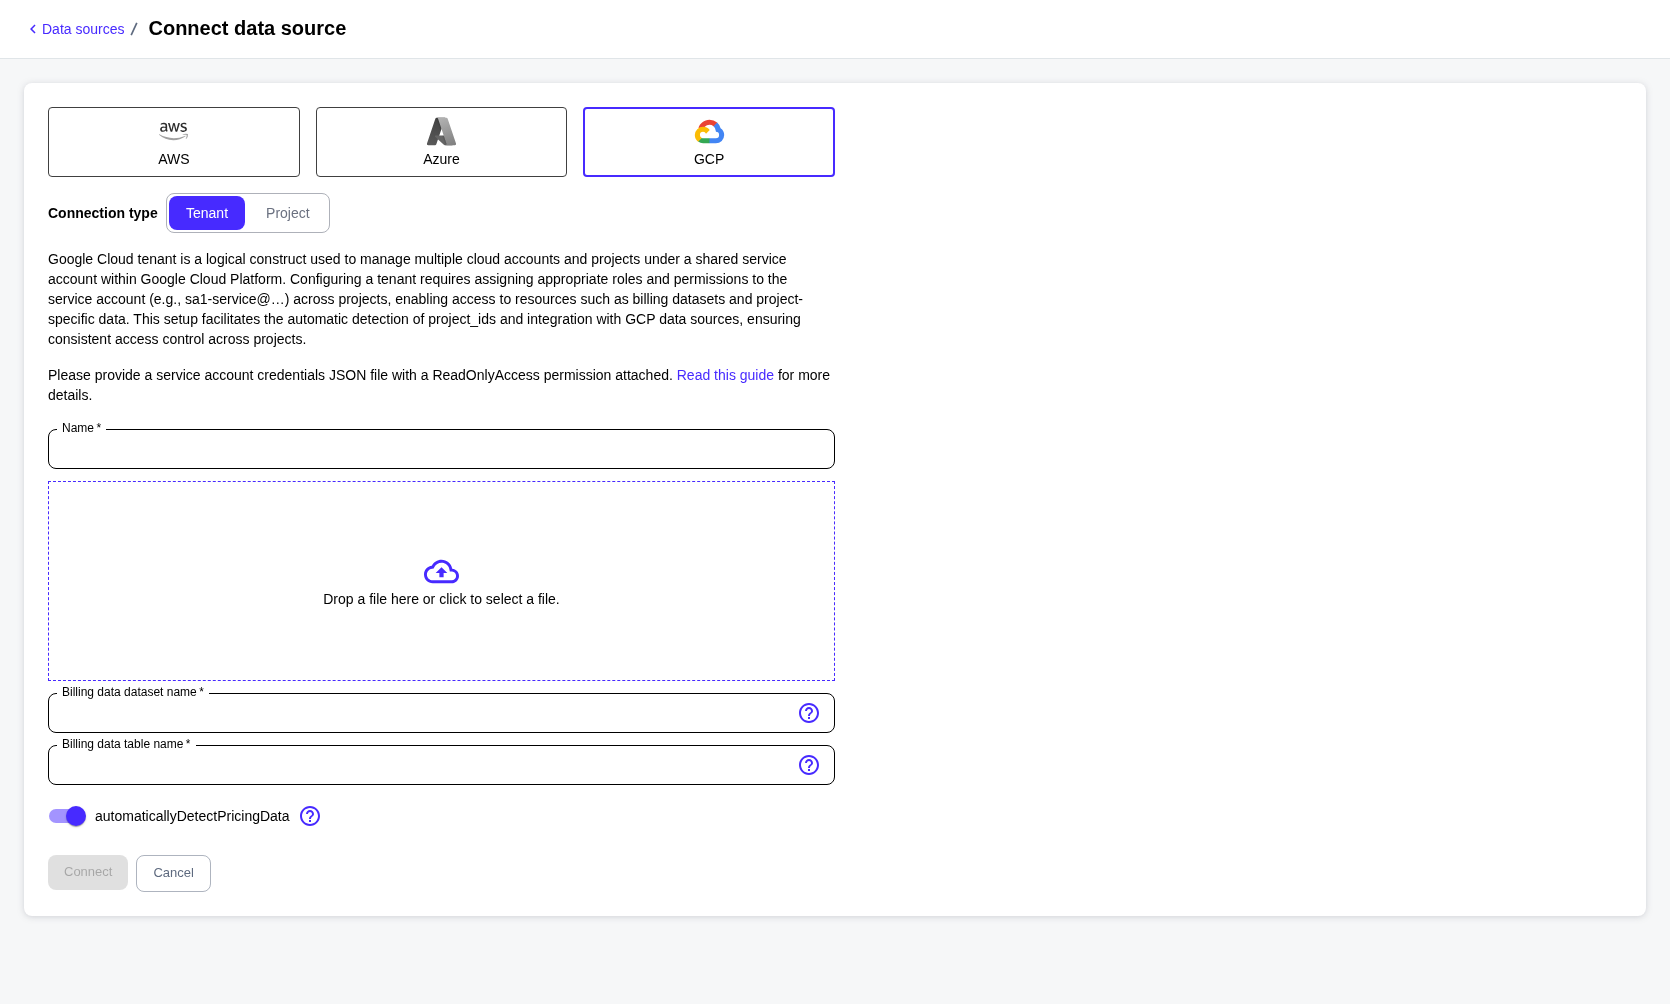 Data sources / Connect data source
aws
AWS
Azure
GCP
Connection type
Tenant
Project
Google Cloud tenant is a logical construct used to manage multiple cloud accounts and projects under a shared service
account within Google Cloud Platform. Configuring a tenant requires assigning appropriate roles and permissions to the
service account (e.g., sa1-service@…) across projects, enabling access to resources such as billing datasets and project-
specific data. This setup facilitates the automatic detection of project_ids and integration with GCP data sources, ensuring
consistent access control across projects.
Please provide a service account credentials JSON file with a ReadOnlyAccess permission attached. Read this guide for more
details.
Name *
Drop a file here or click to select a file.
Billing data dataset name *
Billing data table name *
automaticallyDetectPricingData
Connect
Cancel